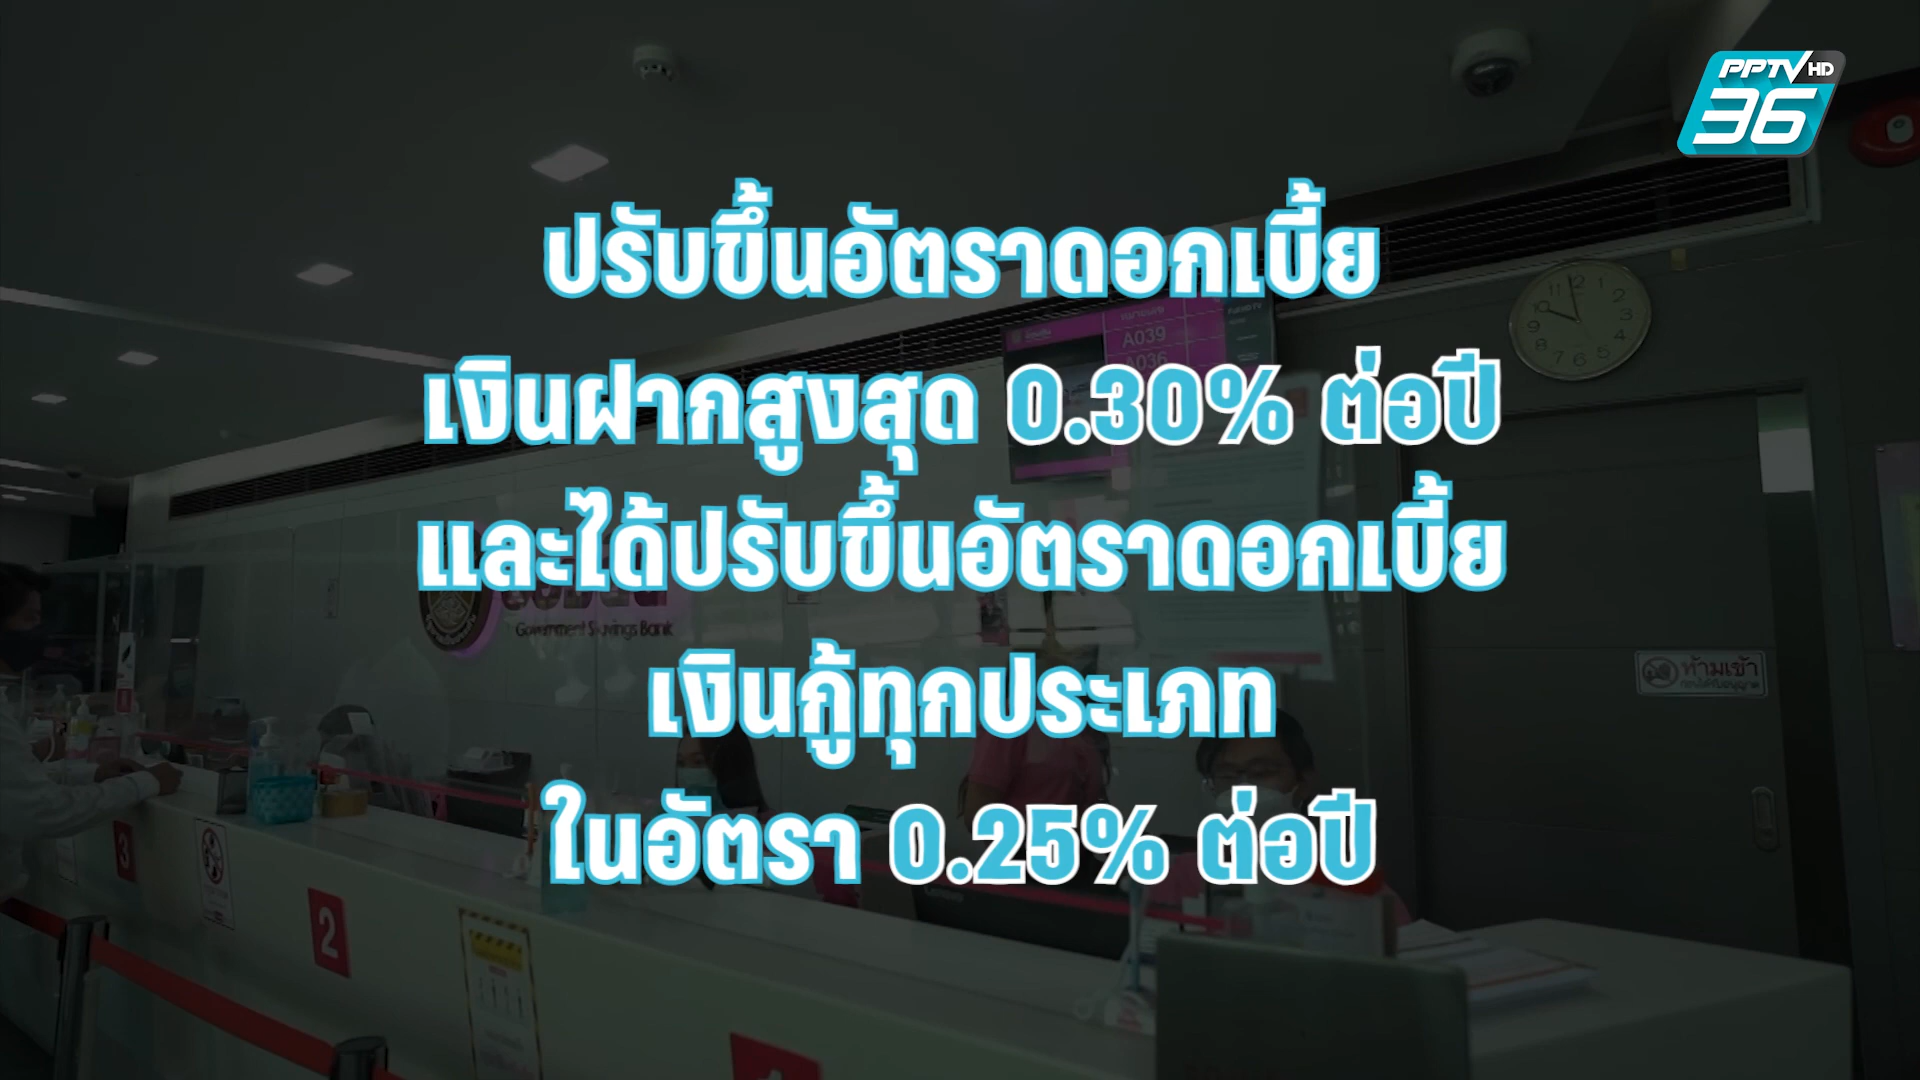 PPTV HD
36
ปรับขึ้นอัตราดอกเบี้ย
เงินฝากสูงสุด 0.30% ต่อปี
และได้ปรับขึ้นอัตราดอกเบี้ย
เงินกู้ทุกประเภท
ในอัตรา 0.25% ต่อปี
A039
A036
Government Savings Bank
ห้ามเข้า
3
2